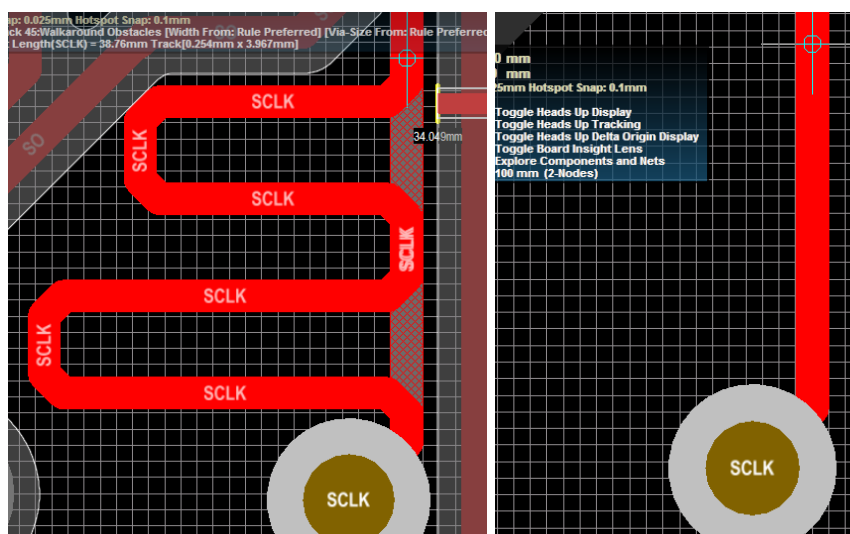 ap: 0.025mm Hotspot Snap: 0.1mm
ck 45:Walkaround Obstacles [Width From: Rule Preferred] [Via-Size From: Rule Preferred
Length(SCLK) = 38.76mm Track[0.254mm x 3.967mm]
SO
SCLK
SCLK
SO
34.049mm
SCLK
SCLK
SCLK
SCLK
SCLK
SCLK
0 mm
mm
25mm Hotspot Snap: 0.1mm
Toggle Heads Up Display
Toggle Heads Up Tracking
Toggle Heads Up Delta Origin Display
Toggle Board Insight Lens
Explore Components and Nets
100 mm (2-Nodes)
SCLK